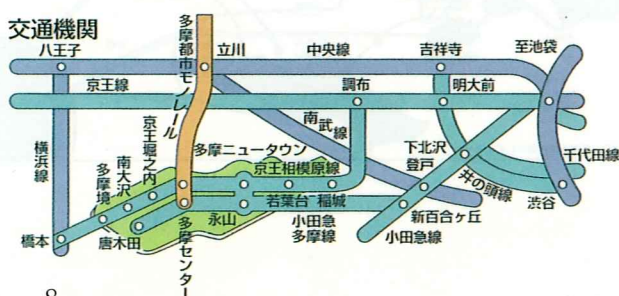 交通機関
八王子
多摩都市モノレール
立川
中央線
吉祥寺
至池袋
京王線
調布
明大前
横浜線
京王堀之内
南大沢
多摩境
多摩ニュータウン
南武線
京王相模原線
下北沢
登戸
井の頭線
千代田線
渋谷
橋本
唐木田
多摩センター
永山
若葉台
稲城
小田急
多摩線
新百合ヶ丘
小田急線